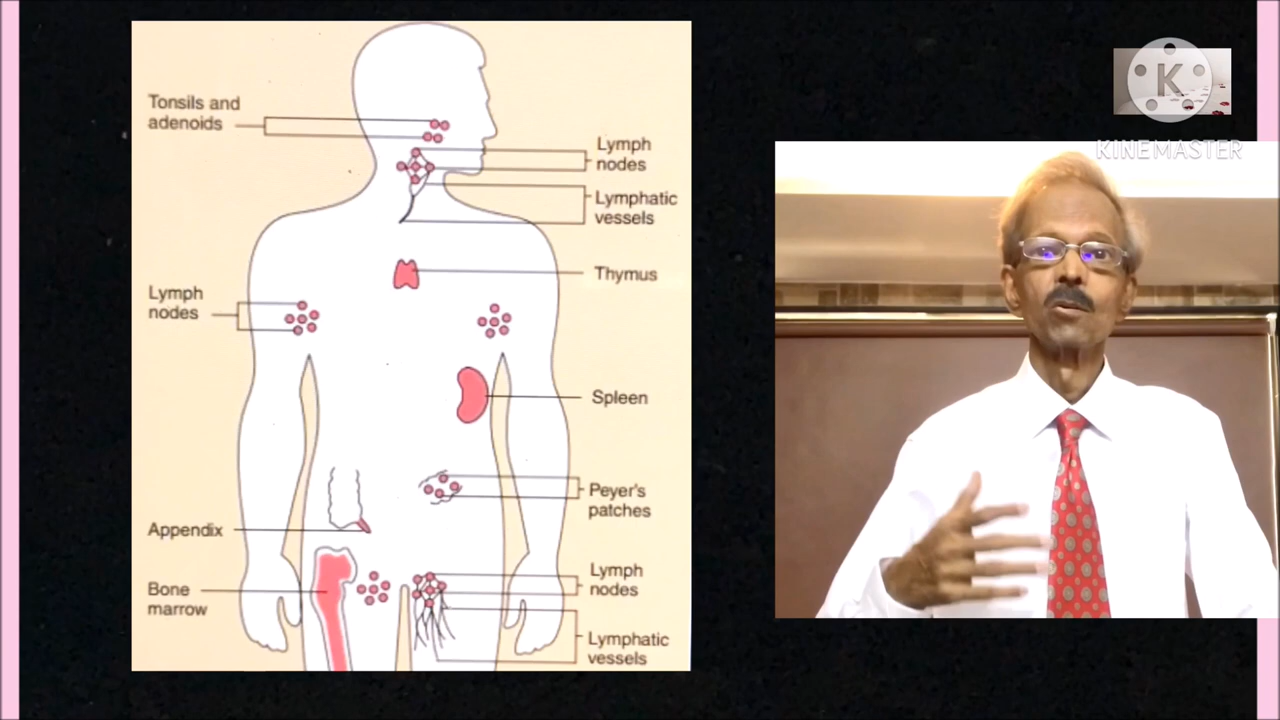 Tonsils and
adenoids
Lymph
nodes
Lymphatic
vessels
Thymus
Lymph
nodes
Spleen
Peyer's
patches
Appendix
Bone
marrow
Lymph
nodes
Lymphatic
vessels
K
KINEMASTER